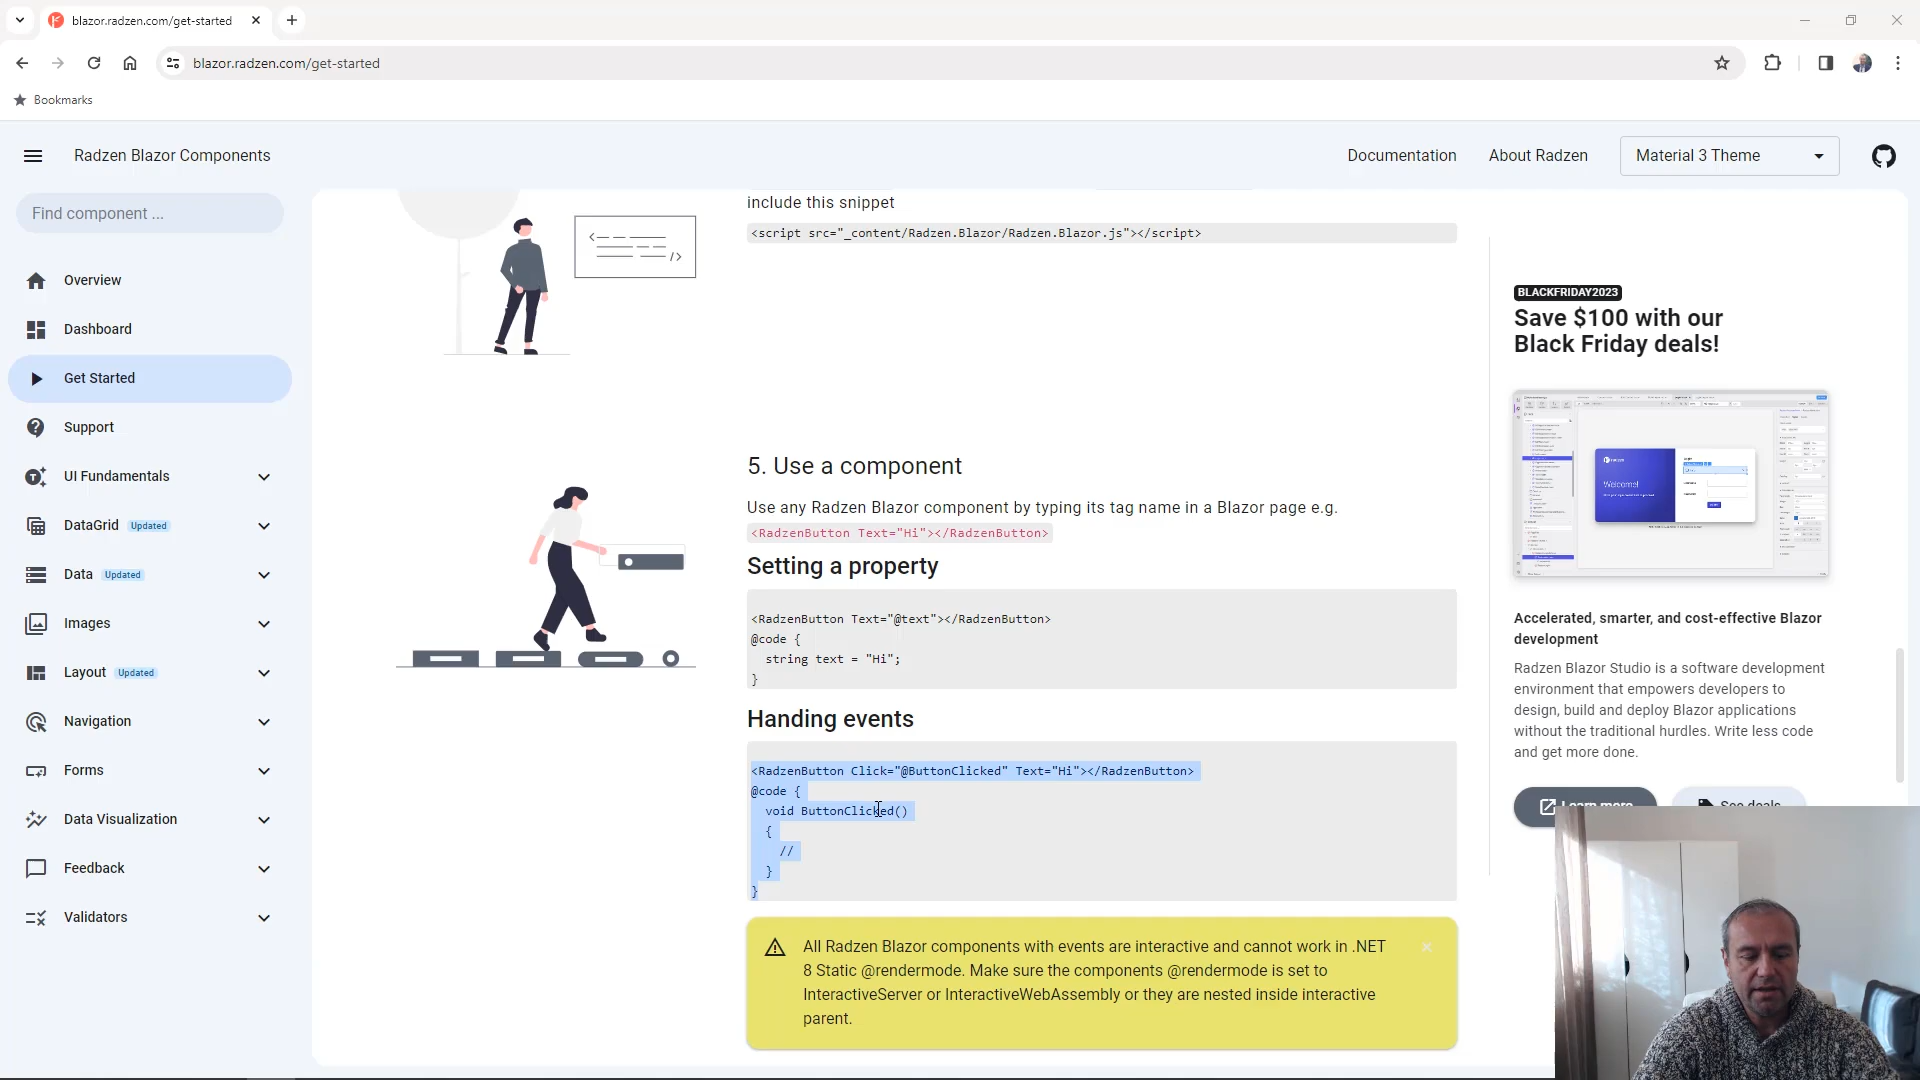 blazor.radzen.com/get-started
blazor.radzen.com/get-started
Bookmarks
Radzen Blazor Components
Documentation
About Radzen
Material 3 Theme
Find component ...
Overview
Dashboard
Get Started
Support
UI Fundamentals
DataGrid Updated
Data Updated
Images
Layout Updated
Navigation
Forms
Data Visualization
Feedback
Validators
include this snippet
<script src="_content/Radzen.Blazor/Radzen.Blazor.js"></script>
5. Use a component
Use any Radzen Blazor component by typing its tag name in a Blazor page e.g.
<RadzenButton Text="Hi"></RadzenButton>
Setting a property
<RadzenButton Text="@text"></RadzenButton>
@code {
string text = "Hi";
}
Handing events
<RadzenButton Click="@ButtonClicked" Text="Hi"></RadzenButton>
@code {
void ButtonClicked()
{
//
}
}
All Radzen Blazor components with events are interactive and cannot work in .NET
8 Static @rendermode. Make sure the components @rendermode is set to
InteractiveServer or InteractiveWebAssembly or they are nested inside interactive
parent.
BLACKFRIDAY2023
Save $100 with our
Black Friday deals!
Welcome!
Accelerated, smarter, and cost-effective Blazor
development
Radzen Blazor Studio is a software development
environment that empowers developers to
design, build and deploy Blazor applications
without the traditional hurdles. Write less code
and get more done.
Learn more
See deals